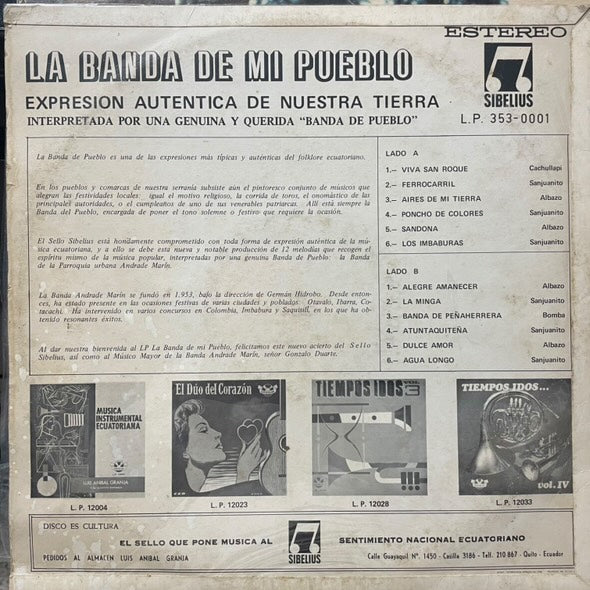 ESTEREO
LA BANDA DE MI PUEBLO
EXPRESION AUTENTICA DE NUESTRA TIERRA
INTERPRETADA POR UNA GENUINA Y QUERIDA "BANDA DE PUEBLO"
SIBELIUS
L.P. 353-0001
La Banda de Pueblo es una de las expresiones más típicas y auténticas del folklore ecuatoriano.
En los pueblos y comarcas de nuestra serranía subsiste aún el pintoresco conjunto de músicos que
alegran las festividades locales: igual el motivo religioso, la corrida de toros, el onomástico de las
principales autoridades, o el cumpleaños de uno de sus venerables patriarcas. Allí está siempre la
Banda del Pueblo, encargada de poner el tono solemne o festivo que requiere la ocasión.
El Sello Sibelius está hondamente comprometido con toda forma de expresión auténtica de la mú-
sica ecuatoriana, y a ello se debe esta nueva y notable producción de 12 melodías que recogen el
espíritu mismo de la música popular, interpretadas por una genuina Banda de Pueblo: la Banda de
la Parroquia urbana Andrade Marín.
La Banda Andrade Marín se fundó en 1.953, bajo la dirección de Germán Hidrobo. Desde enton-
ces, ha estado presente en las ocasiones festivas de varias ciudades y poblados: Otavalo, Ibarra, Co-
tacachi. Ha intervenido en varios concursos en Colombia, Imbabura y Saquisilí, en los que ha ob-
tenido resonantes éxitos.
Al dar nuestra bienvenida al LP La Banda de mi Pueblo, felicitamos este nuevo acierto del Sello
Sibelius, así como al Músico Mayor de la Banda Andrade Marín, señor Gonzalo Duarte.
LADO A
1.— VIVA SAN ROQUE Cachullapi
2.— FERROCARRIL Sanjuanito
3.— AIRES DE MI TIERRA Albazo
4.— PONCHO DE COLORES Sanjuanito
5.— SANDONA Albazo
6.— LOS IMBABURAS Sanjuanito
LADO B
1.— ALEGRE AMANECER Albazo
2.— LA MINGA Sanjuanito
3.— BANDA DE PEÑAHERRERA Bomba
4.— ATUNTAQUITEÑA Sanjuanito
5.— DULCE AMOR Albazo
6.— AGUA LONGO Sanjuanito
MUSICA
INSTRUMENTAL
ECUATORIANA
LUIS ANIBAL GRANJA
El Dúo del Corazón
TIEMPOS IDOS VOL. 3
TIEMPOS IDOS...
vol. IV
L.P. 12004
L.P. 12023
L.P. 12028
L.P. 12033
DISCO ES CULTURA
EL SELLO QUE PONE MUSICA AL
SIBELIUS
SENTIMIENTO NACIONAL ECUATORIANO
PEDIDOS AL ALMACEN LUIS ANIBAL GRANJA
Calle Guayaquil N° 1450 - Casilla 3186 - Telf. 210 867 - Quito - Ecuador